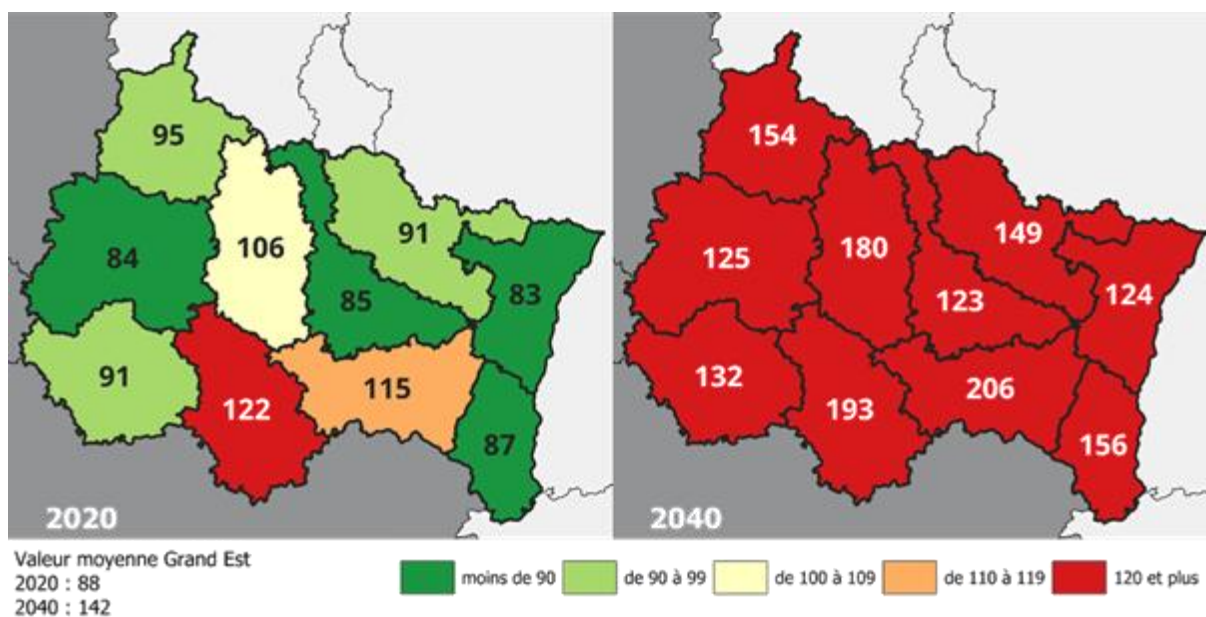 95
106
91
84
85
83
91
122
115
87
2020
154
180
149
125
123
124
132
193
206
156
2040
Valeur moyenne Grand Est
2020 : 88
2040 : 142
moins de 90
de 90 à 99
de 100 à 109
de 110 à 119
120 et plus